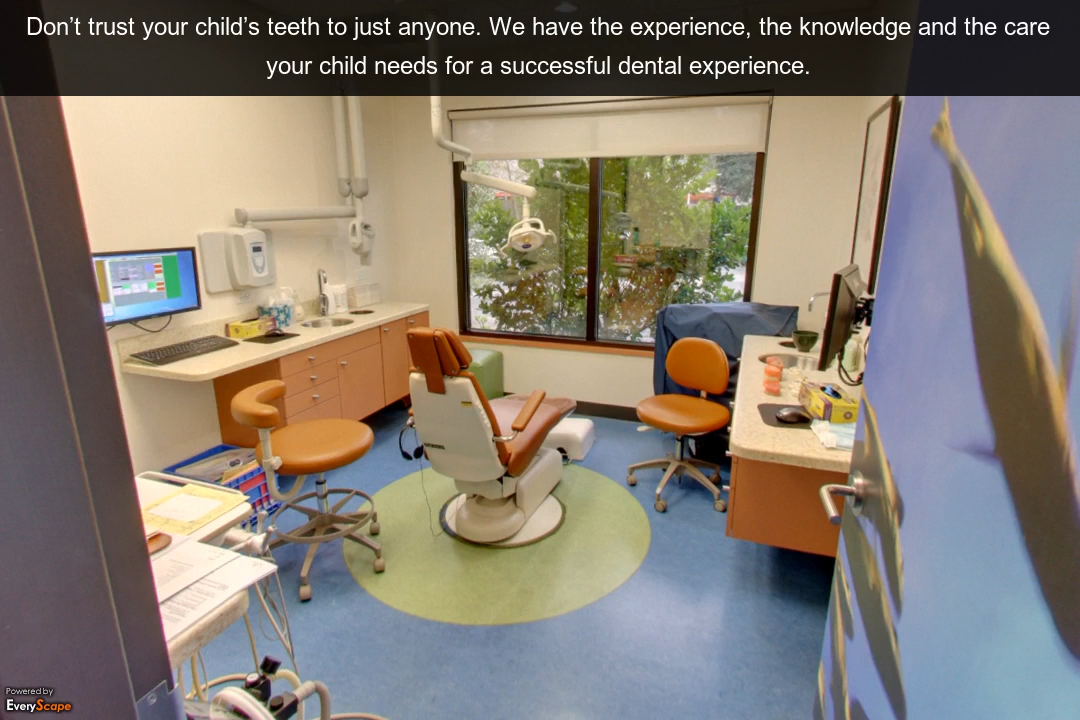 Don’t trust your child’s teeth to just anyone. We have the experience, the knowledge and the care
your child needs for a successful dental experience.
Powered by
EveryScape